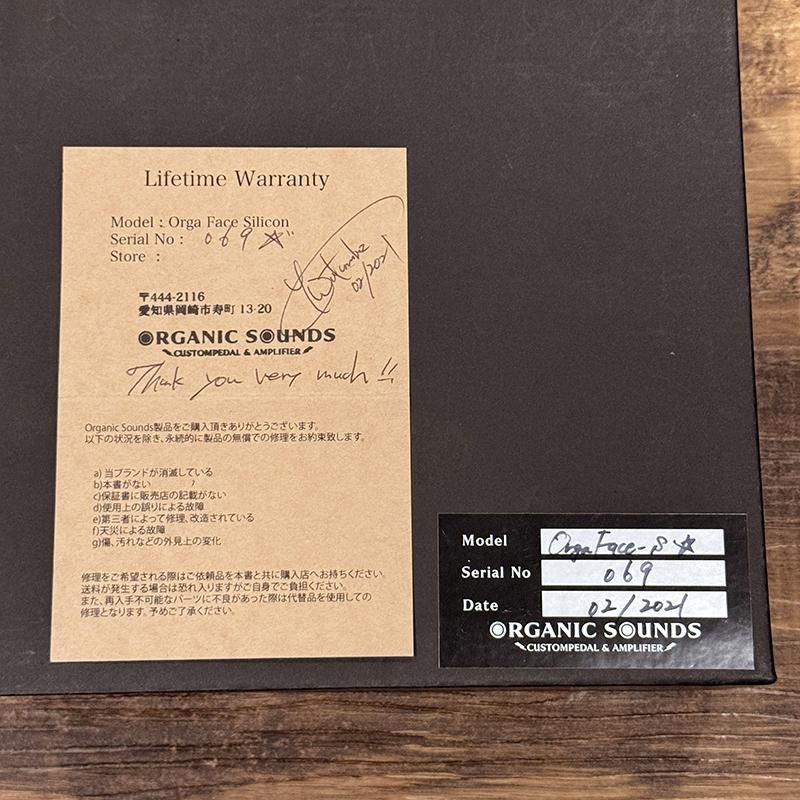 Lifetime Warranty
Model : Orga Face Silicon
Serial No : 069 ☆
Store :
02/2021
〒444-2116
愛知県岡崎市寿町 13-20
ORGANIC SOUNDS
CUSTOMPEDAL & AMPLIFIER
Thank you very much!!
Organic Sounds製品をご購入頂きありがとうございます。
以下の状況を除き、永続的に製品の無償での修理をお約束致します。
a) 当ブランドが消滅している
b)本書がない
c)保証書に販売店の記載がない
d)使用上の誤りによる故障
e)第三者によって修理、改造されている
f)天災による故障
g)傷、汚れなどの外見上の変化
修理をご希望される際はご依頼品を本書と共に購入店へお持ちください。
送料が発生する場合は恐れ入りますがご自身でご負担ください。
また、再入手不可能なパーツに不良があった際は代替品を使用しての
修理となります。予めご了承ください。
Model Orga Face-S ☆
Serial No 069
Date 02/2021
ORGANIC SOUNDS
CUSTOMPEDAL & AMPLIFIER